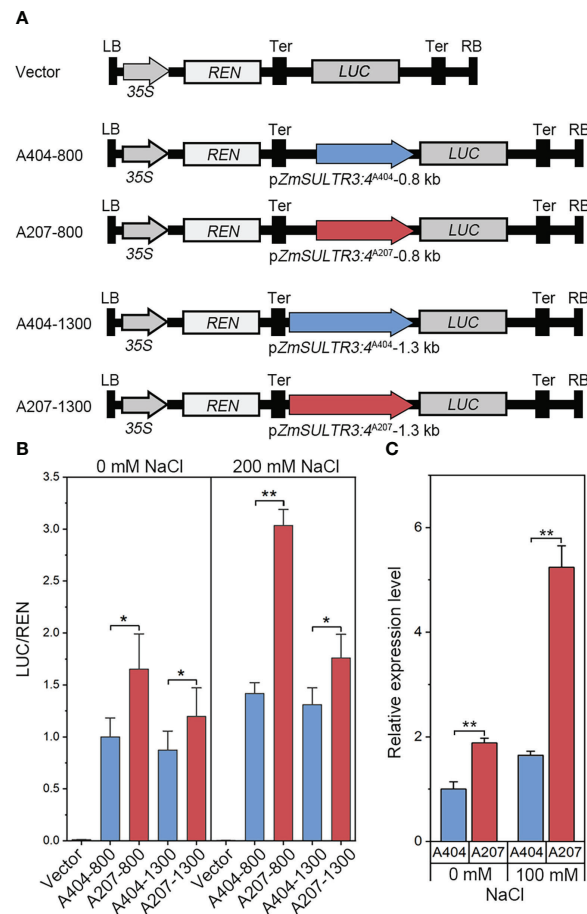 A
LB Ter Ter RB
Vector REN LUC
35S
LB Ter Ter RB
A404-800 REN LUC
35S pZmSULTR3:4A404-0.8 kb
LB Ter Ter RB
A207-800 REN LUC
35S pZmSULTR3:4A207-0.8 kb
LB Ter Ter RB
A404-1300 REN LUC
35S pZmSULTR3:4A404-1.3 kb
LB Ter Ter RB
A207-1300 REN LUC
35S pZmSULTR3:4A207-1.3 kb
B
0 mM NaCl 200 mM NaCl
LUC/REN
3.5
3.0
2.5
2.0
1.5
1.0
0.5
0.0
* * ** *
Vector A404-800 A207-800 A404-1300 A207-1300 Vector A404-800 A207-800 A404-1300 A207-1300
C
Relative expression level
6
4
2
0
** **
A404 A207 A404 A207
0 mM 100 mM
NaCl